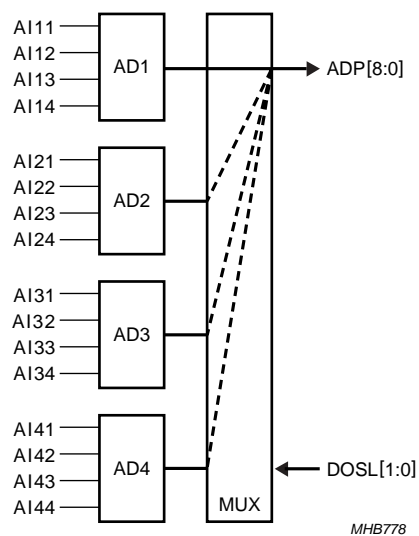 AI11
AI12
AI13
AI14
AD1
ADP[8:0]
AI21
AI22
AI23
AI24
AD2
AI31
AI32
AI33
AI34
AD3
AI41
AI42
AI43
AI44
AD4
DOSL[1:0]
MUX
MHB778